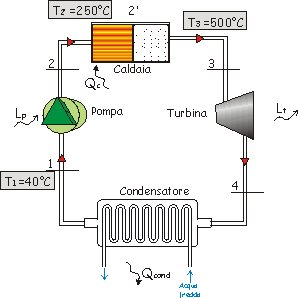 T2 = 250°C
2'
T3 = 500°C
2
Caldaia
3
Qc
Lp
Pompa
Turbina
Lt
1
T1 = 40°C
Condensatore
4
Qcond
Acqua
fredda